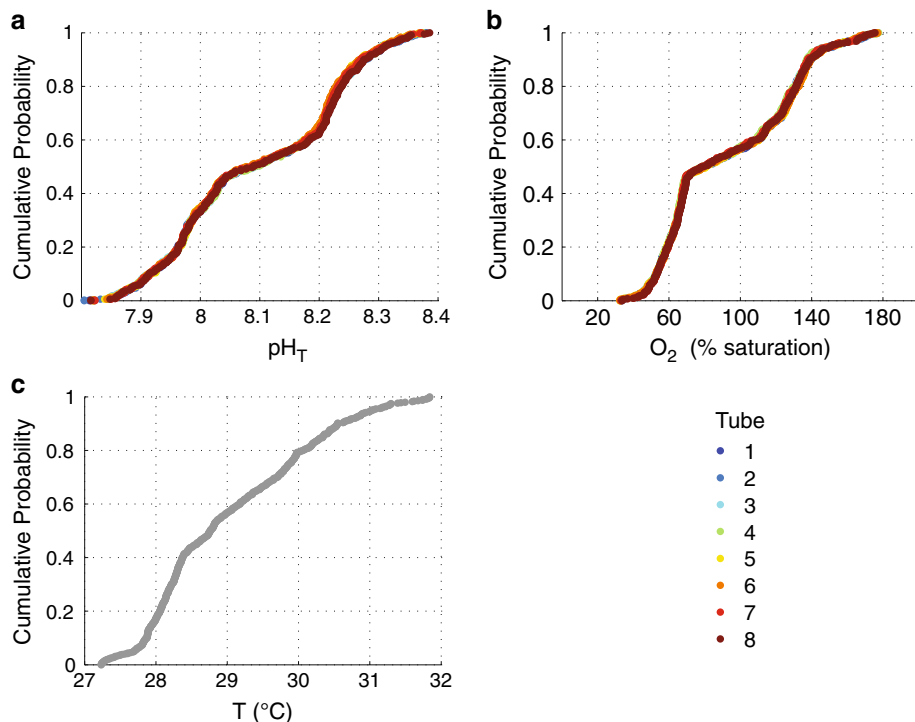 a
1
0.8
0.6
0.4
0.2
0
Cumulative Probability
7.9 8 8.1 8.2 8.3 8.4
pH_T
b
1
0.8
0.6
0.4
0.2
0
Cumulative Probability
20 60 100 140 180
O_2 (% saturation)
c
1
0.8
0.6
0.4
0.2
0
Cumulative Probability
27 28 29 30 31 32
T (°C)
Tube
1
2
3
4
5
6
7
8